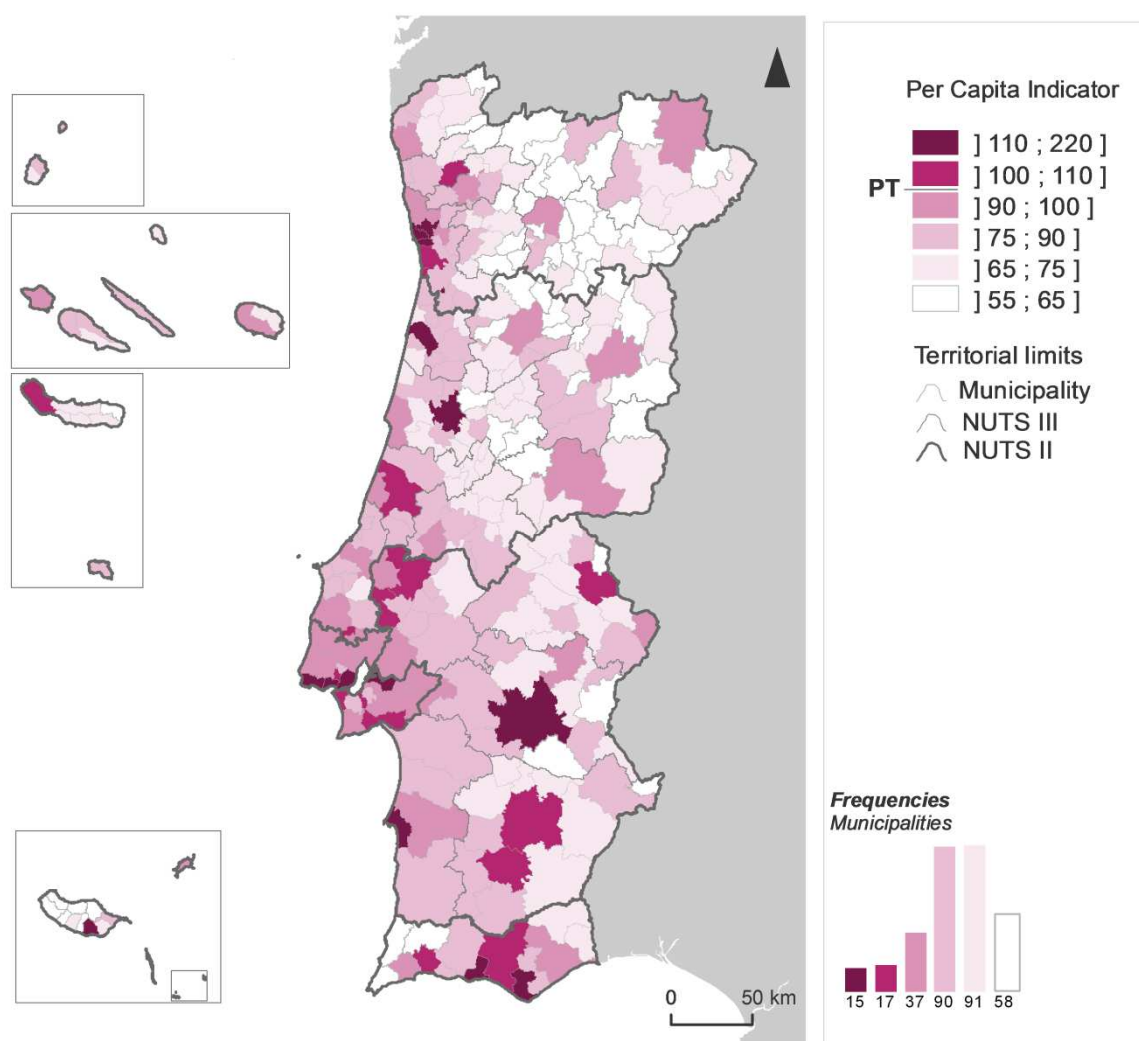 Per Capita Indicator
] 110 ; 220 ]
] 100 ; 110 ]
PT
] 90 ; 100 ]
] 75 ; 90 ]
] 65 ; 75 ]
] 55 ; 65 ]
Territorial limits
Municipality
NUTS III
NUTS II
Frequencies
Municipalities
15 17 37 90 91 58
0 50 km